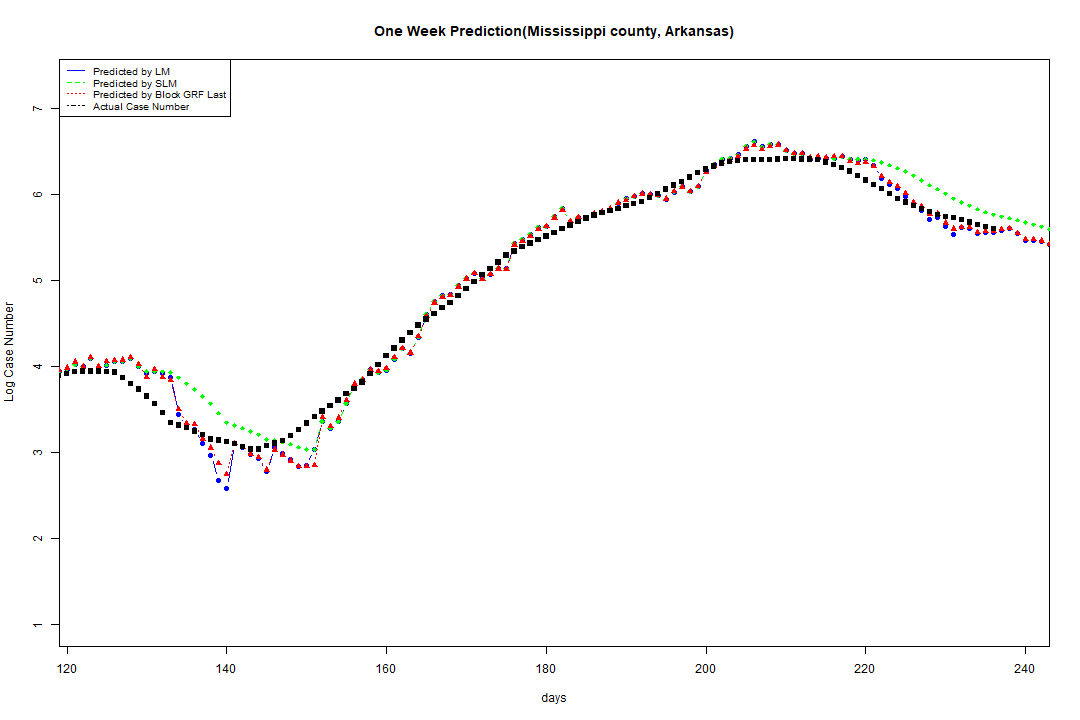 One Week Prediction(Mississippi county, Arkansas)
Predicted by LM
Predicted by SLM
Predicted by Block GRF Last
Actual Case Number
7
6
5
4
3
2
1
Log Case Number
120 140 160 180 200 220 240
days